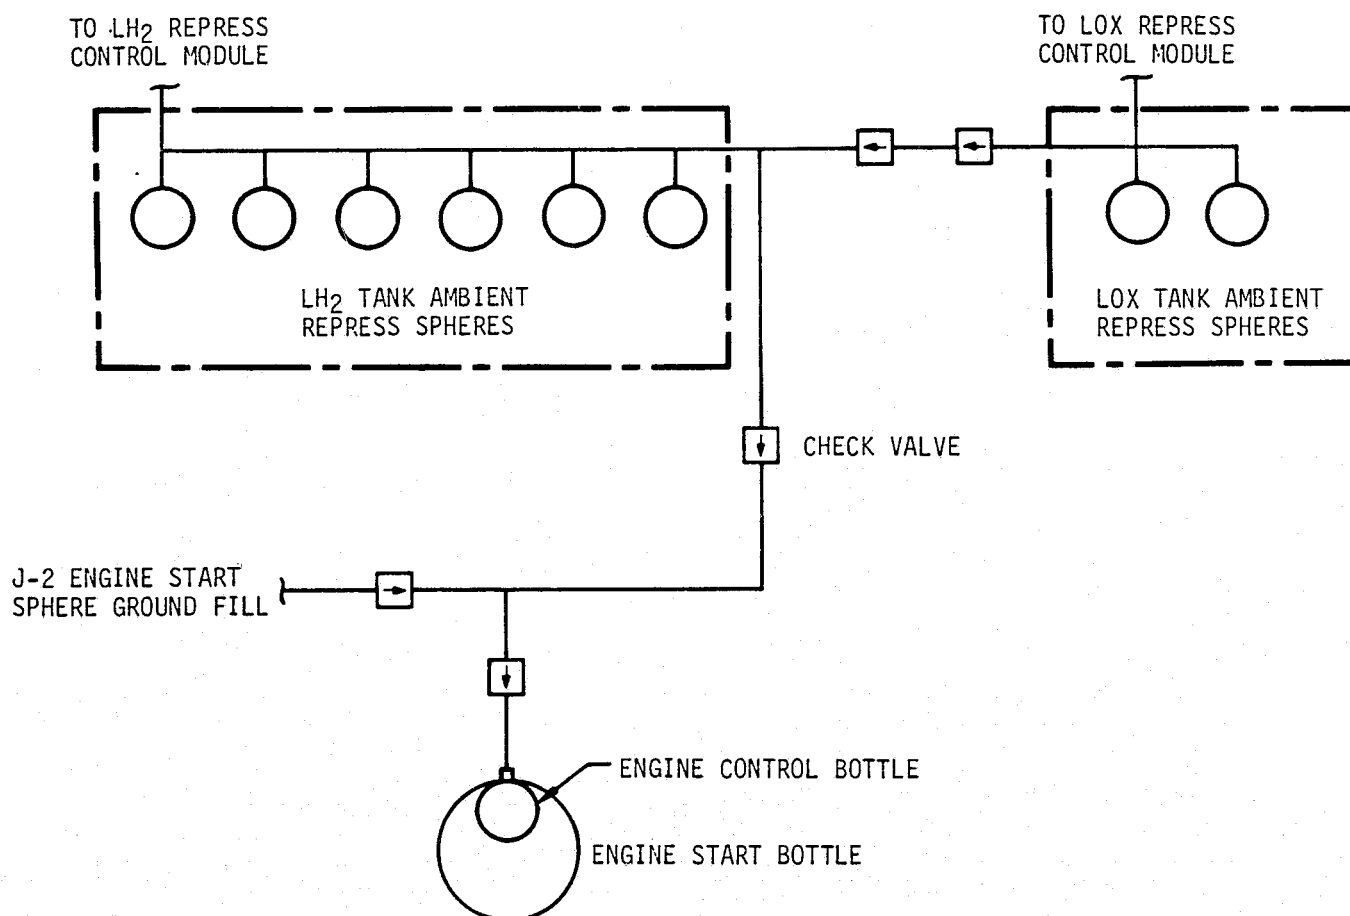 TO LH2 REPRESS
CONTROL MODULE
TO LOX REPRESS
CONTROL MODULE
LH2 TANK AMBIENT
REPRESS SPHERES
LOX TANK AMBIENT
REPRESS SPHERES
CHECK VALVE
J-2 ENGINE START
SPHERE GROUND FILL
ENGINE CONTROL BOTTLE
ENGINE START BOTTLE